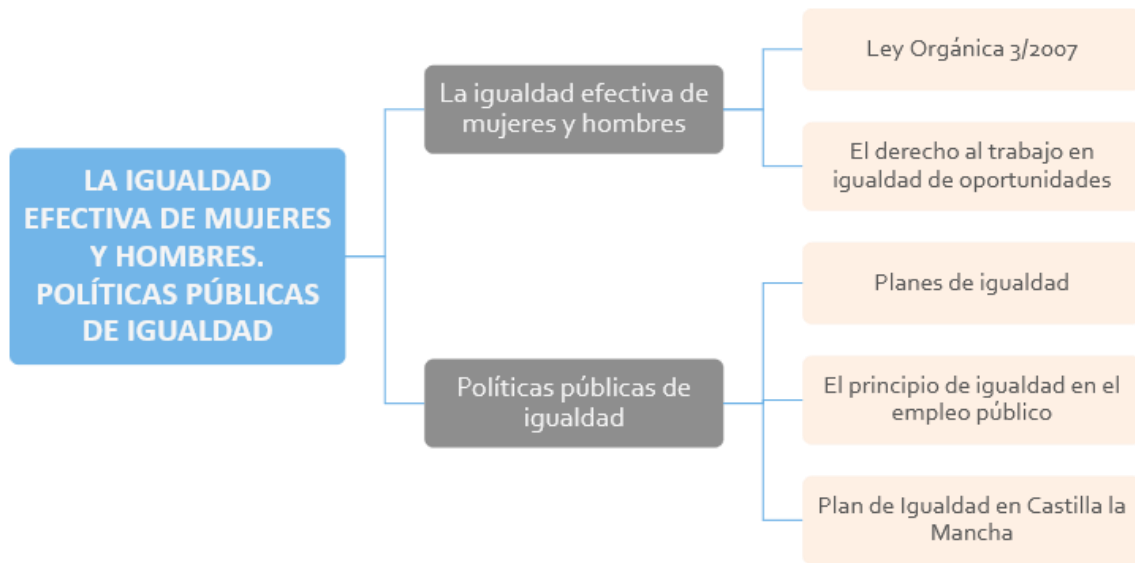 LA IGUALDAD
EFECTIVA DE MUJERES
Y HOMBRES.
POLÍTICAS PÚBLICAS
DE IGUALDAD
La igualdad efectiva de
mujeres y hombres
Ley Orgánica 3/2007
El derecho al trabajo en
igualdad de oportunidades
Políticas públicas de
igualdad
Planes de igualdad
El principio de igualdad en el
empleo público
Plan de Igualdad en Castilla la
Mancha